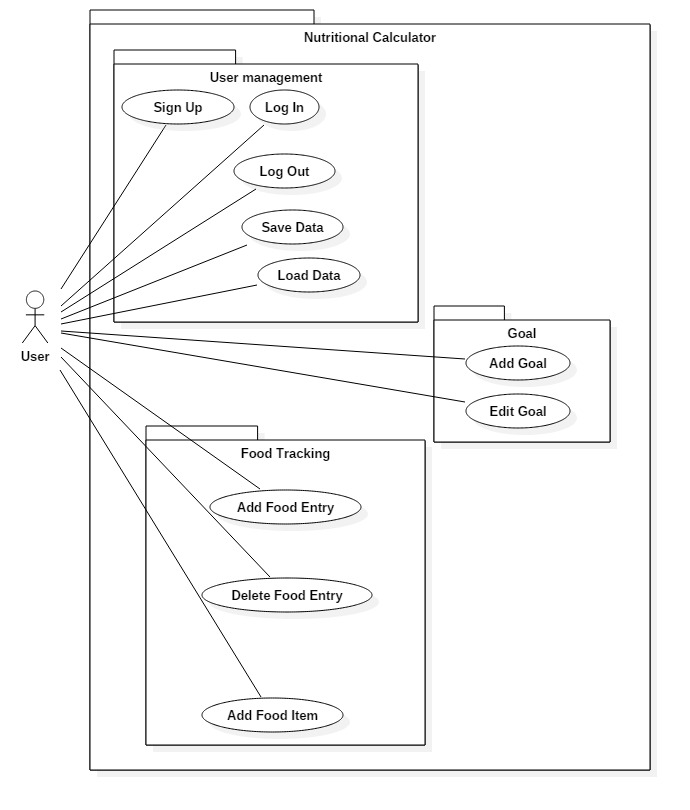 Nutritional Calculator
User management
Sign Up
Log In
Log Out
Save Data
Load Data
User
Goal
Add Goal
Edit Goal
Food Tracking
Add Food Entry
Delete Food Entry
Add Food Item